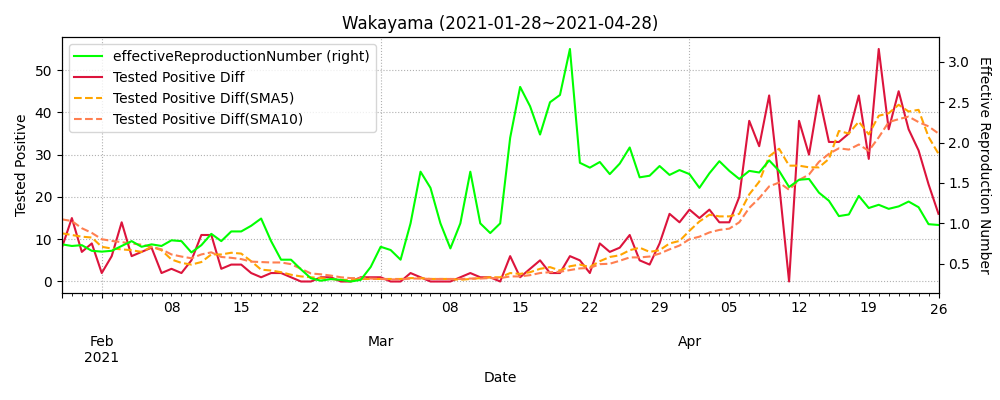 Wakayama (2021-01-28~2021-04-28)
effectiveReproductionNumber (right)
Tested Positive Diff
Tested Positive Diff(SMA5)
Tested Positive Diff(SMA10)
Tested Positive
50
40
30
20
10
0
3.0
2.5
2.0
1.5
1.0
0.5
Effective Reproduction Number
08 15 22 08 15 22 29 05 12 19 26
Feb Mar Apr
2021
Date